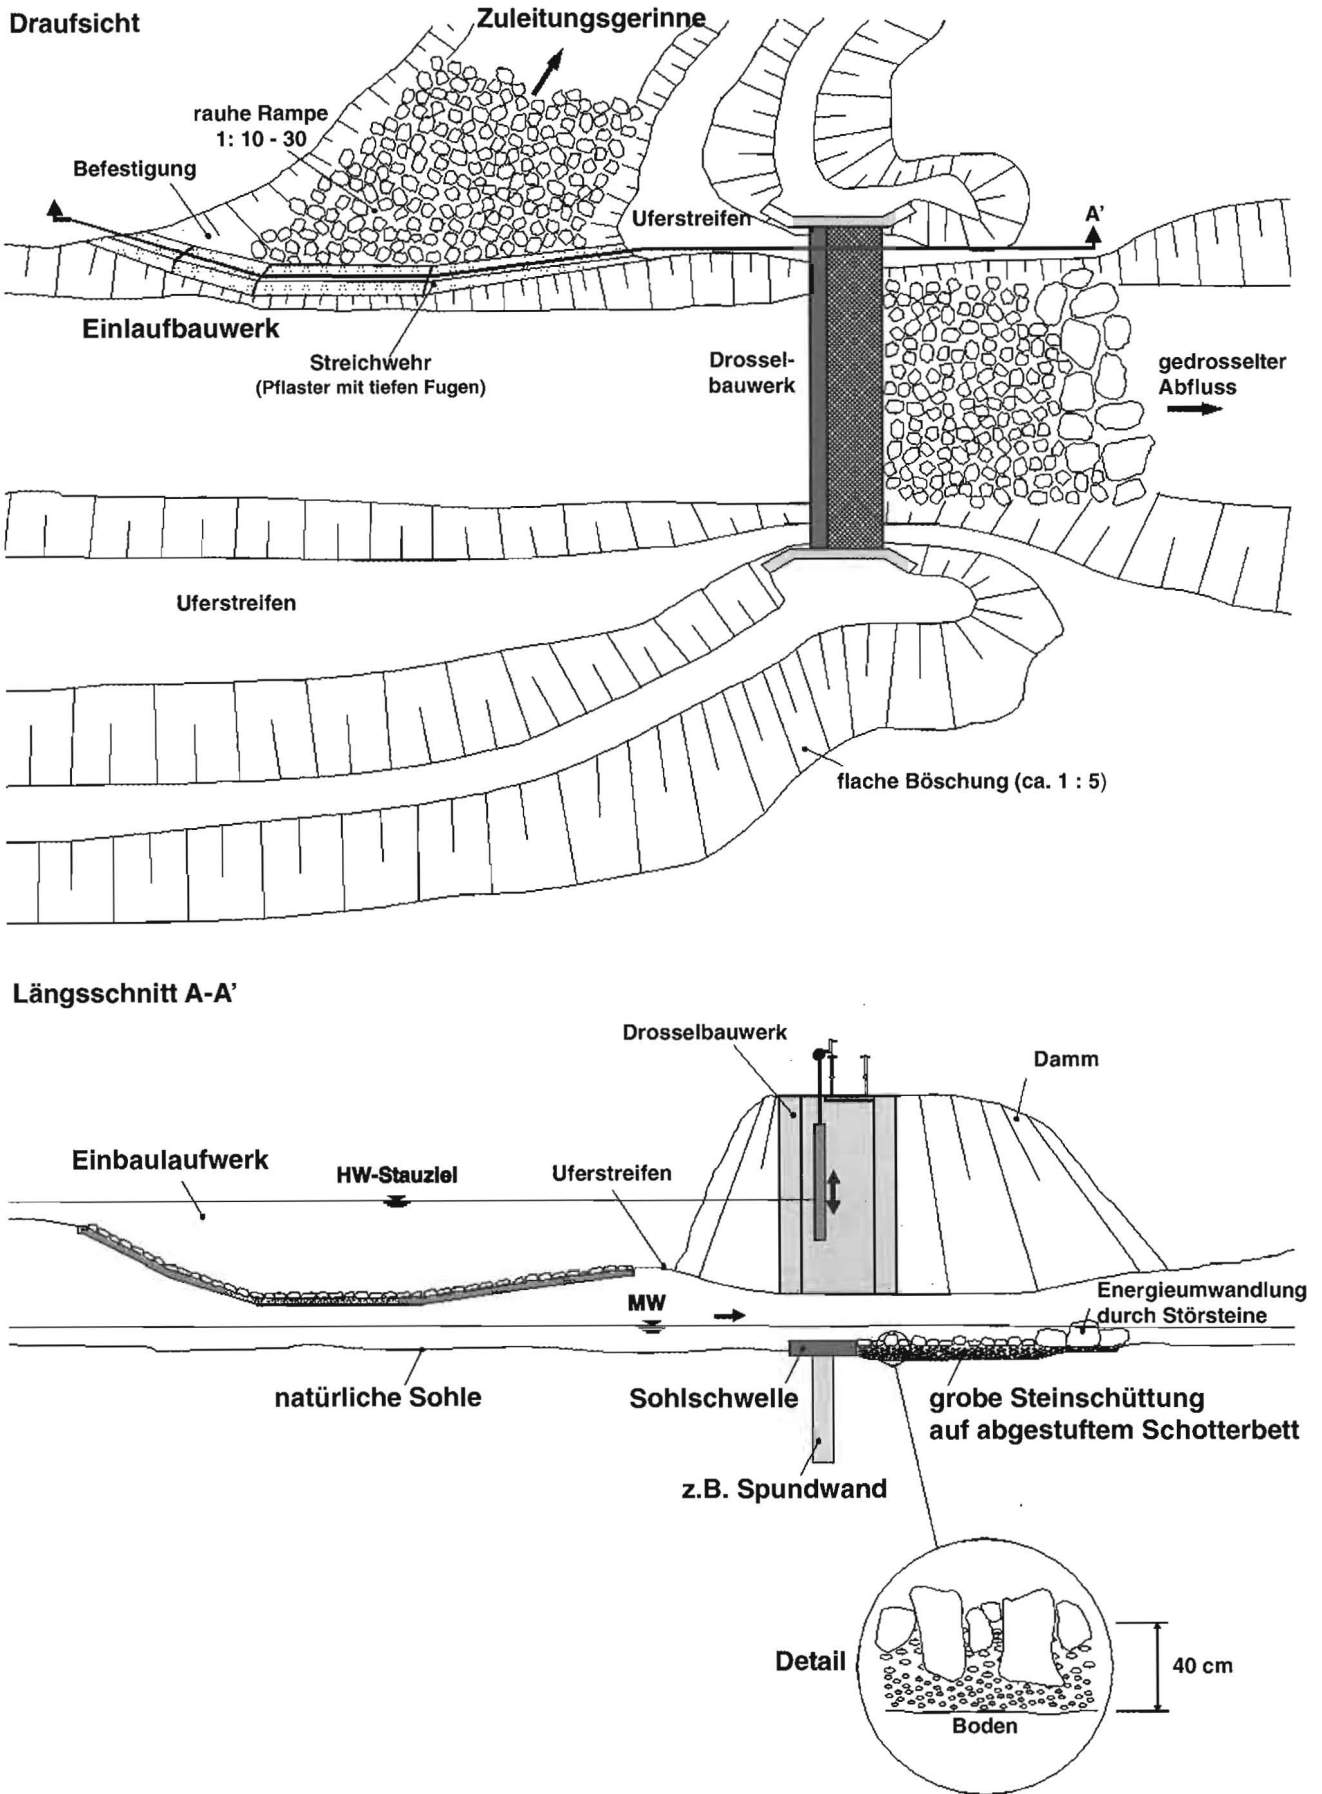 Draufsicht
Zuleitungsgerinne
rauhe Rampe
1: 10 - 30
Befestigung
Uferstreifen
A'
Einlaufbauwerk
Streichwehr
(Pflaster mit tiefen Fugen)
Drossel-
bauwerk
gedrosselter
Abfluss
Uferstreifen
flache Böschung (ca. 1 : 5)
Längsschnitt A-A'
Drosselbauwerk
Damm
Einbaulaufwerk
HW-Stauziel
Uferstreifen
MW
Energieumwandlung
durch Störsteine
natürliche Sohle
Sohlschwelle
grobe Steinschüttung
auf abgestuftem Schotterbett
z.B. Spundwand
Detail
40 cm
Boden